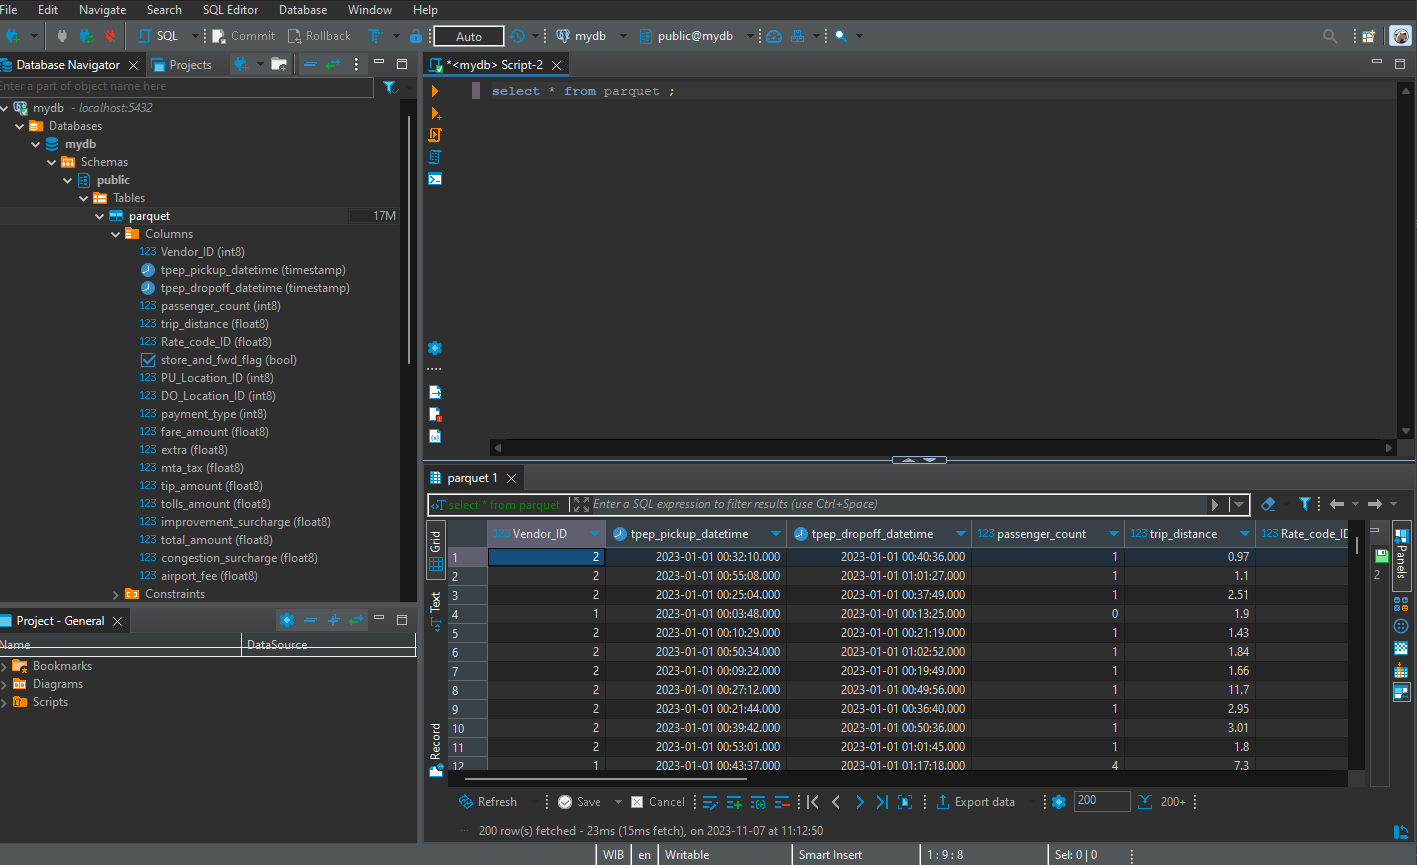 File Edit Navigate Search SQL Editor Database Window Help
SQL Commit Rollback Auto mydb public@mydb
Database Navigator Projects
Enter a part of object name here
mydb - localhost:5432
Databases
mydb
Schemas
public
Tables
parquet 17M
Columns
123 Vendor_ID (int8)
tpep_pickup_datetime (timestamp)
tpep_dropoff_datetime (timestamp)
123 passenger_count (int8)
123 trip_distance (float8)
123 Rate_code_ID (float8)
store_and_fwd_flag (bool)
123 PU_Location_ID (int8)
123 DO_Location_ID (int8)
123 payment_type (int8)
123 fare_amount (float8)
123 extra (float8)
123 mta_tax (float8)
123 tip_amount (float8)
123 tolls_amount (float8)
123 improvement_surcharge (float8)
123 total_amount (float8)
123 congestion_surcharge (float8)
123 airport_fee (float8)
Constraints
Project - General
Name DataSource
Bookmarks
Diagrams
Scripts
*<mydb> Script-2
select * from parquet ;
parquet 1
select * from parquet Enter a SQL expression to filter results (use Ctrl+Space)
Grid
Text
Record
123 Vendor_ID tpep_pickup_datetime tpep_dropoff_datetime 123 passenger_count 123 trip_distance 123 Rate_code_ID
1 2 2023-01-01 00:32:10.000 2023-01-01 00:40:36.000 1 0.97
2 2 2023-01-01 00:55:08.000 2023-01-01 01:01:27.000 1 1.1
3 2 2023-01-01 00:25:04.000 2023-01-01 00:37:49.000 1 2.51
4 1 2023-01-01 00:03:48.000 2023-01-01 00:13:25.000 0 1.9
5 2 2023-01-01 00:10:29.000 2023-01-01 00:21:19.000 1 1.43
6 2 2023-01-01 00:50:34.000 2023-01-01 01:02:52.000 1 1.84
7 2 2023-01-01 00:09:22.000 2023-01-01 00:19:49.000 1 1.66
8 2 2023-01-01 00:27:12.000 2023-01-01 00:49:56.000 1 11.7
9 2 2023-01-01 00:21:44.000 2023-01-01 00:36:40.000 1 2.95
10 2 2023-01-01 00:39:42.000 2023-01-01 00:50:36.000 1 3.01
11 2 2023-01-01 00:53:01.000 2023-01-01 01:01:45.000 1 1.8
12 1 2023-01-01 00:43:37.000 2023-01-01 01:17:18.000 4 7.3
2
Panels
Refresh Save Cancel Export data 200 200+
200 row(s) fetched - 23ms (15ms fetch), on 2023-11-07 at 11:12:50
WIB en Writable Smart Insert 1 : 9 : 8 Sel: 0 | 0